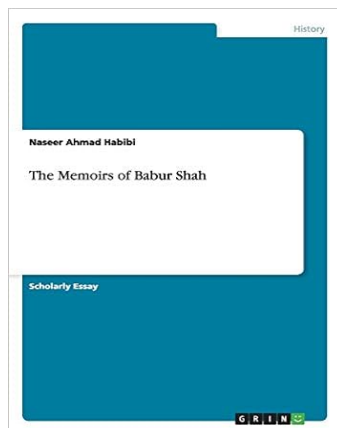 History
Naseer Ahmad Habibi
The Memoirs of Babur Shah
Scholarly Essay
GRIN